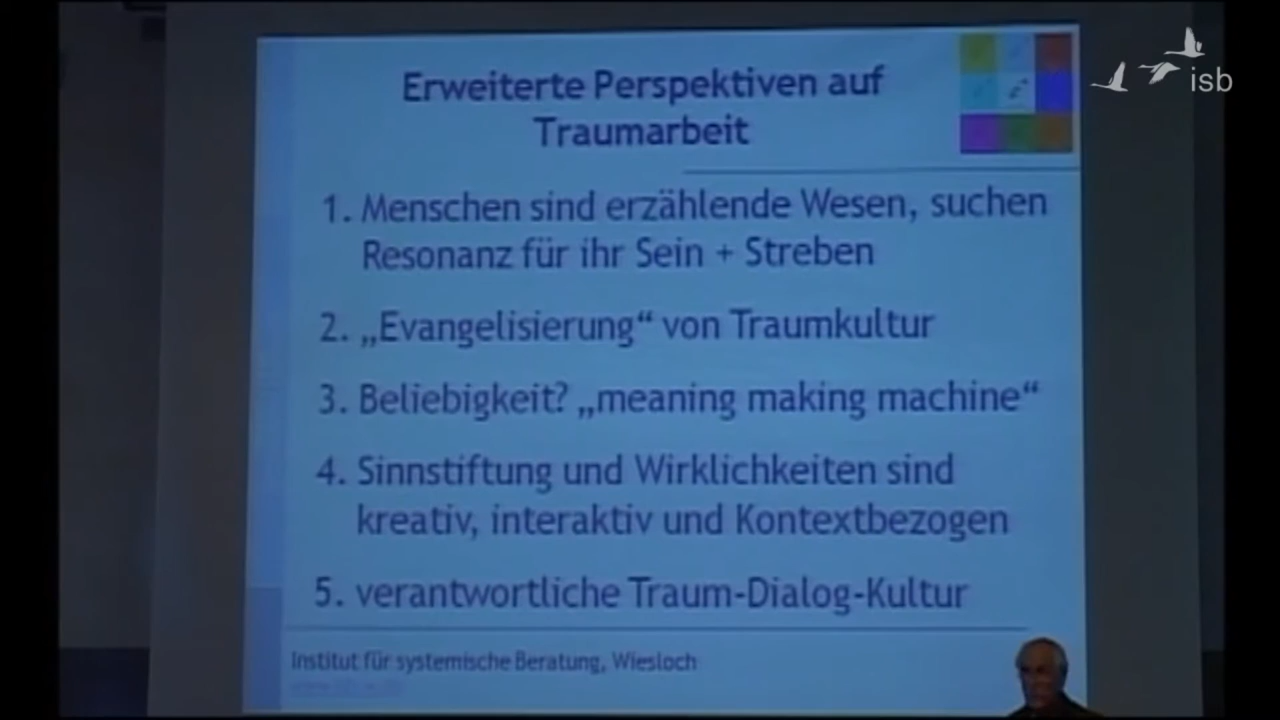 isb
Erweiterte Perspektiven auf
Traumarbeit
1. Menschen sind erzählende Wesen, suchen
Resonanz für ihr Sein + Streben
2. „Evangelisierung“ von Traumkultur
3. Beliebigkeit? „meaning making machine“
4. Sinnstiftung und Wirklichkeiten sind
kreativ, interaktiv und Kontextbezogen
5. verantwortliche Traum-Dialog-Kultur
Institut für systemische Beratung, Wiesloch